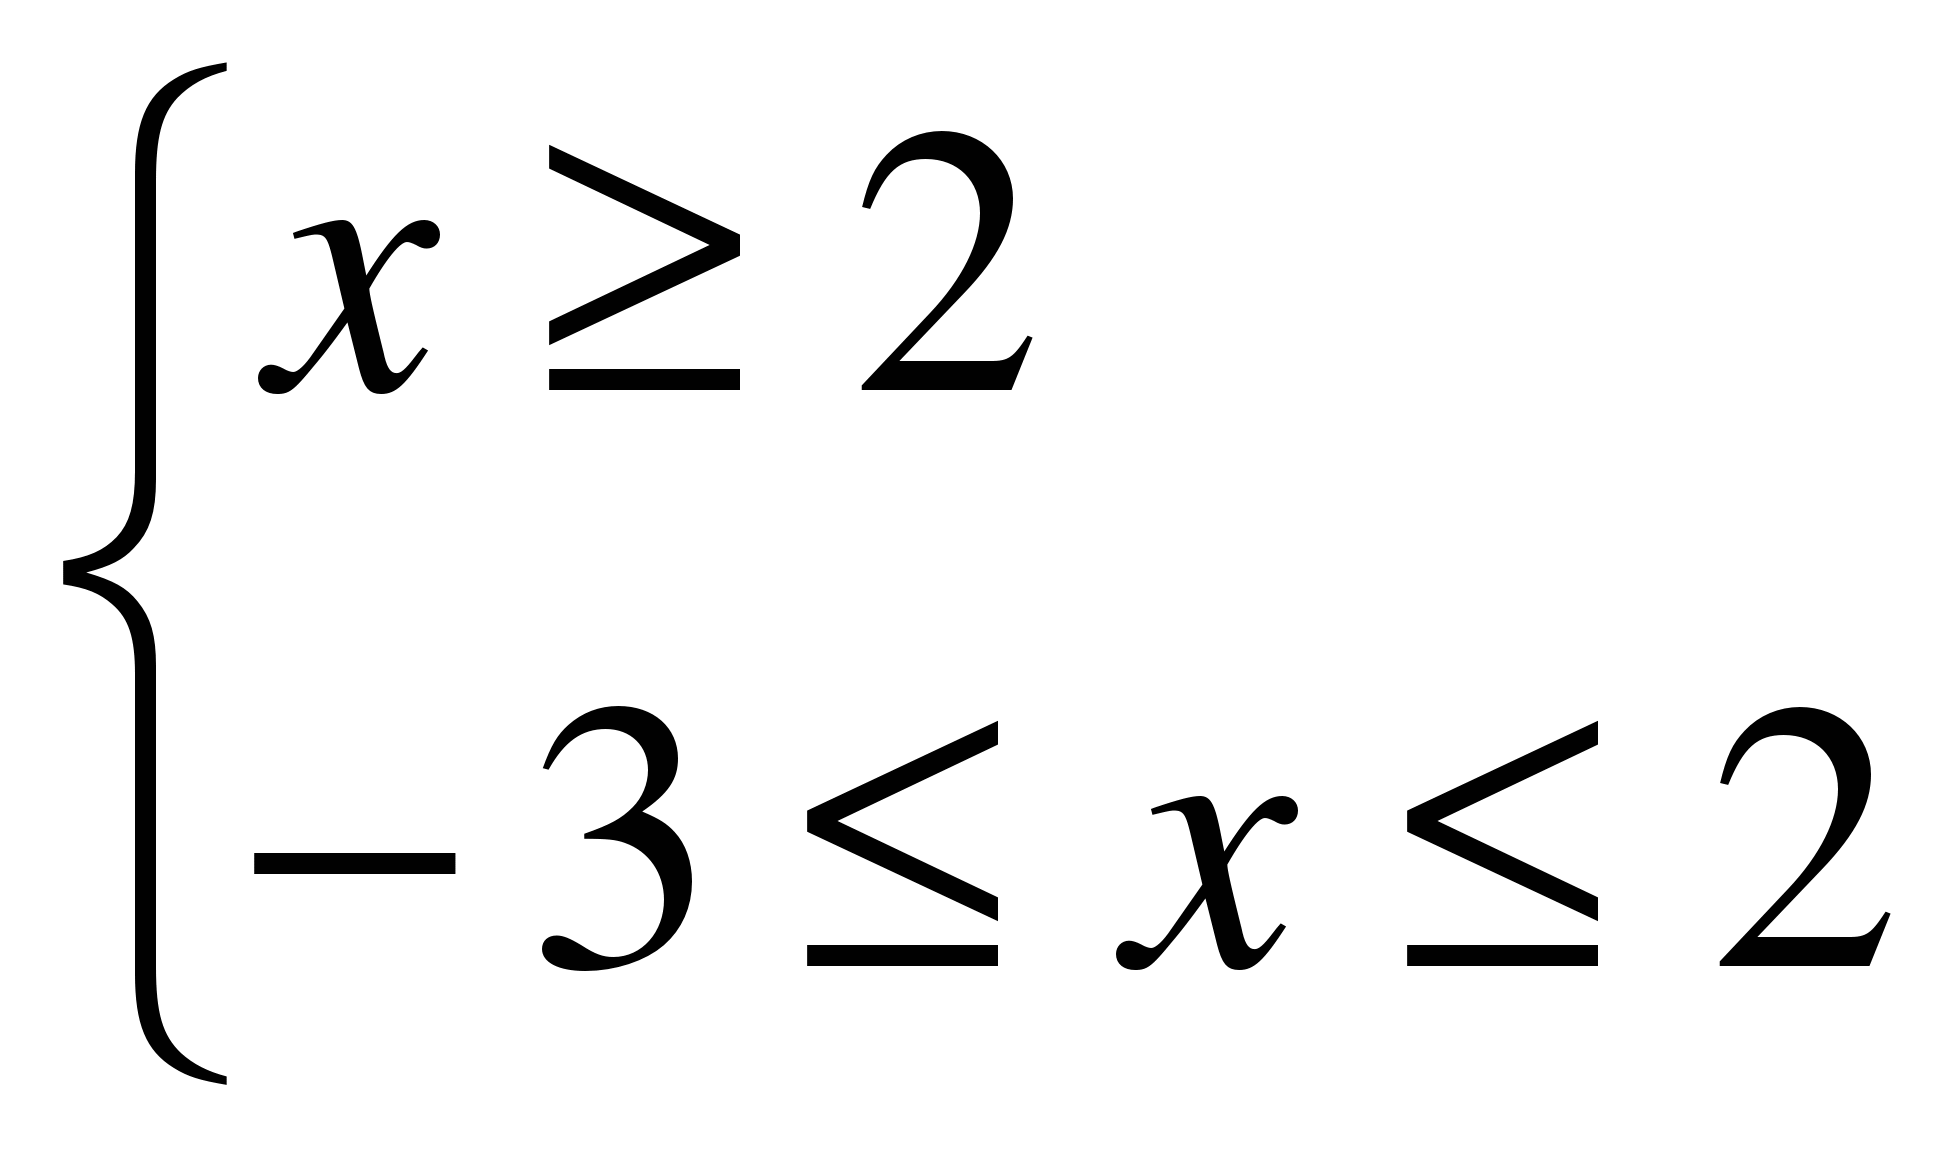 x ≥ 2
−3 ≤ x ≤ 2